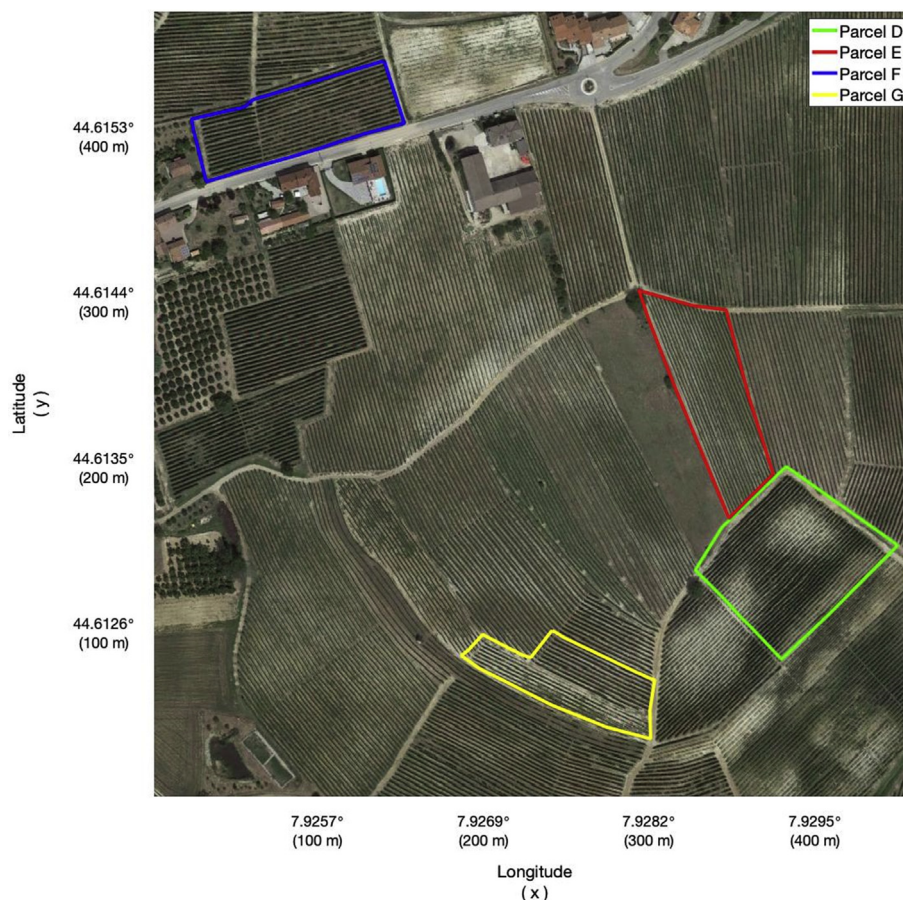 Parcel D
Parcel E
Parcel F
Parcel G
44.6153°
(400 m)
44.6144°
(300 m)
44.6135°
(200 m)
44.6126°
(100 m)
Latitude
( y )
7.9257°
(100 m)
7.9269°
(200 m)
7.9282°
(300 m)
7.9295°
(400 m)
Longitude
( x )